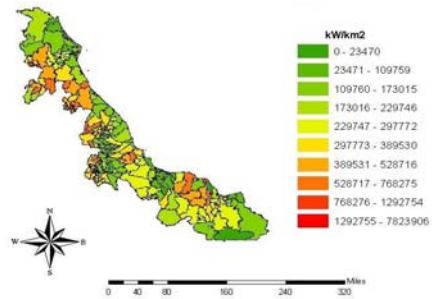 kW/km2
0 - 23470
23471 - 109759
109760 - 173015
173016 - 229746
229747 - 297772
297773 - 389530
389531 - 528716
528717 - 768275
768276 - 1292754
1292755 - 7823906
N
W E
S
Miles
0 20 40 80 160 240 320